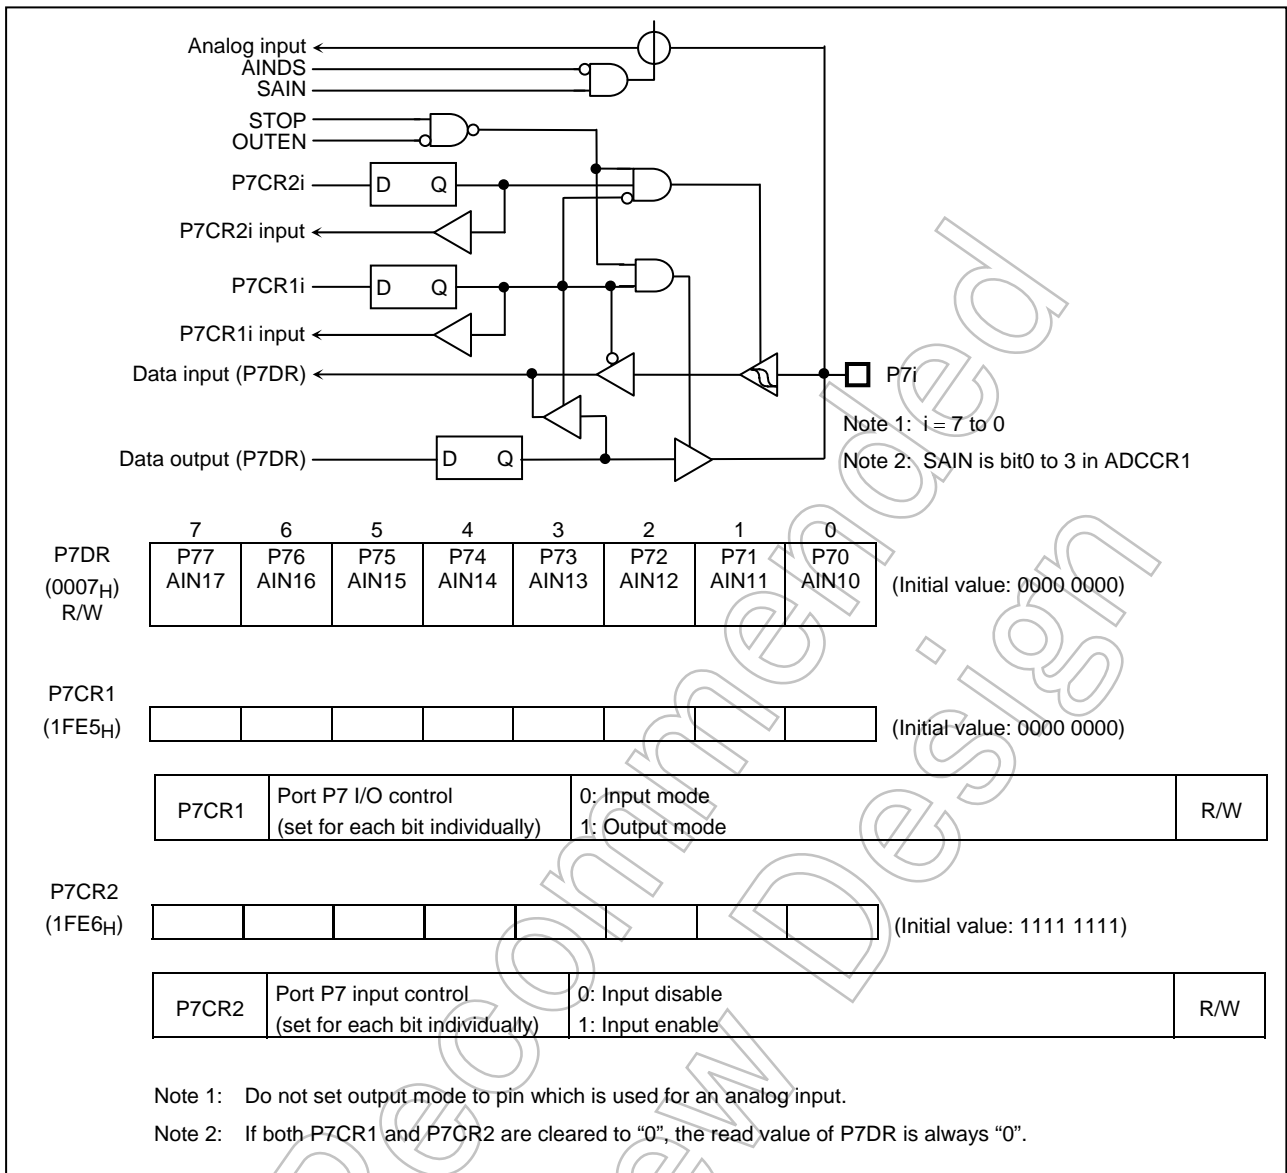 Analog input
AINDS
SAIN
STOP
OUTEN
P7CR2i
D Q
P7CR2i input
P7CR1i
D Q
P7CR1i input
Data input (P7DR)
P7i
Note 1: i = 7 to 0
Data output (P7DR)
D Q
Note 2: SAIN is bit0 to 3 in ADCCR1
7 6 5 4 3 2 1 0
P7DR
(0007H)
R/W
P77 P76 P75 P74 P73 P72 P71 P70
AIN17 AIN16 AIN15 AIN14 AIN13 AIN12 AIN11 AIN10
(Initial value: 0000 0000)
P7CR1
(1FE5H)
(Initial value: 0000 0000)
P7CR1
Port P7 I/O control
(set for each bit individually)
0: Input mode
1: Output mode
R/W
P7CR2
(1FE6H)
(Initial value: 1111 1111)
P7CR2
Port P7 input control
(set for each bit individually)
0: Input disable
1: Input enable
R/W
Note 1: Do not set output mode to pin which is used for an analog input.
Note 2: If both P7CR1 and P7CR2 are cleared to “0”, the read value of P7DR is always “0”.
Recommended
ew Design